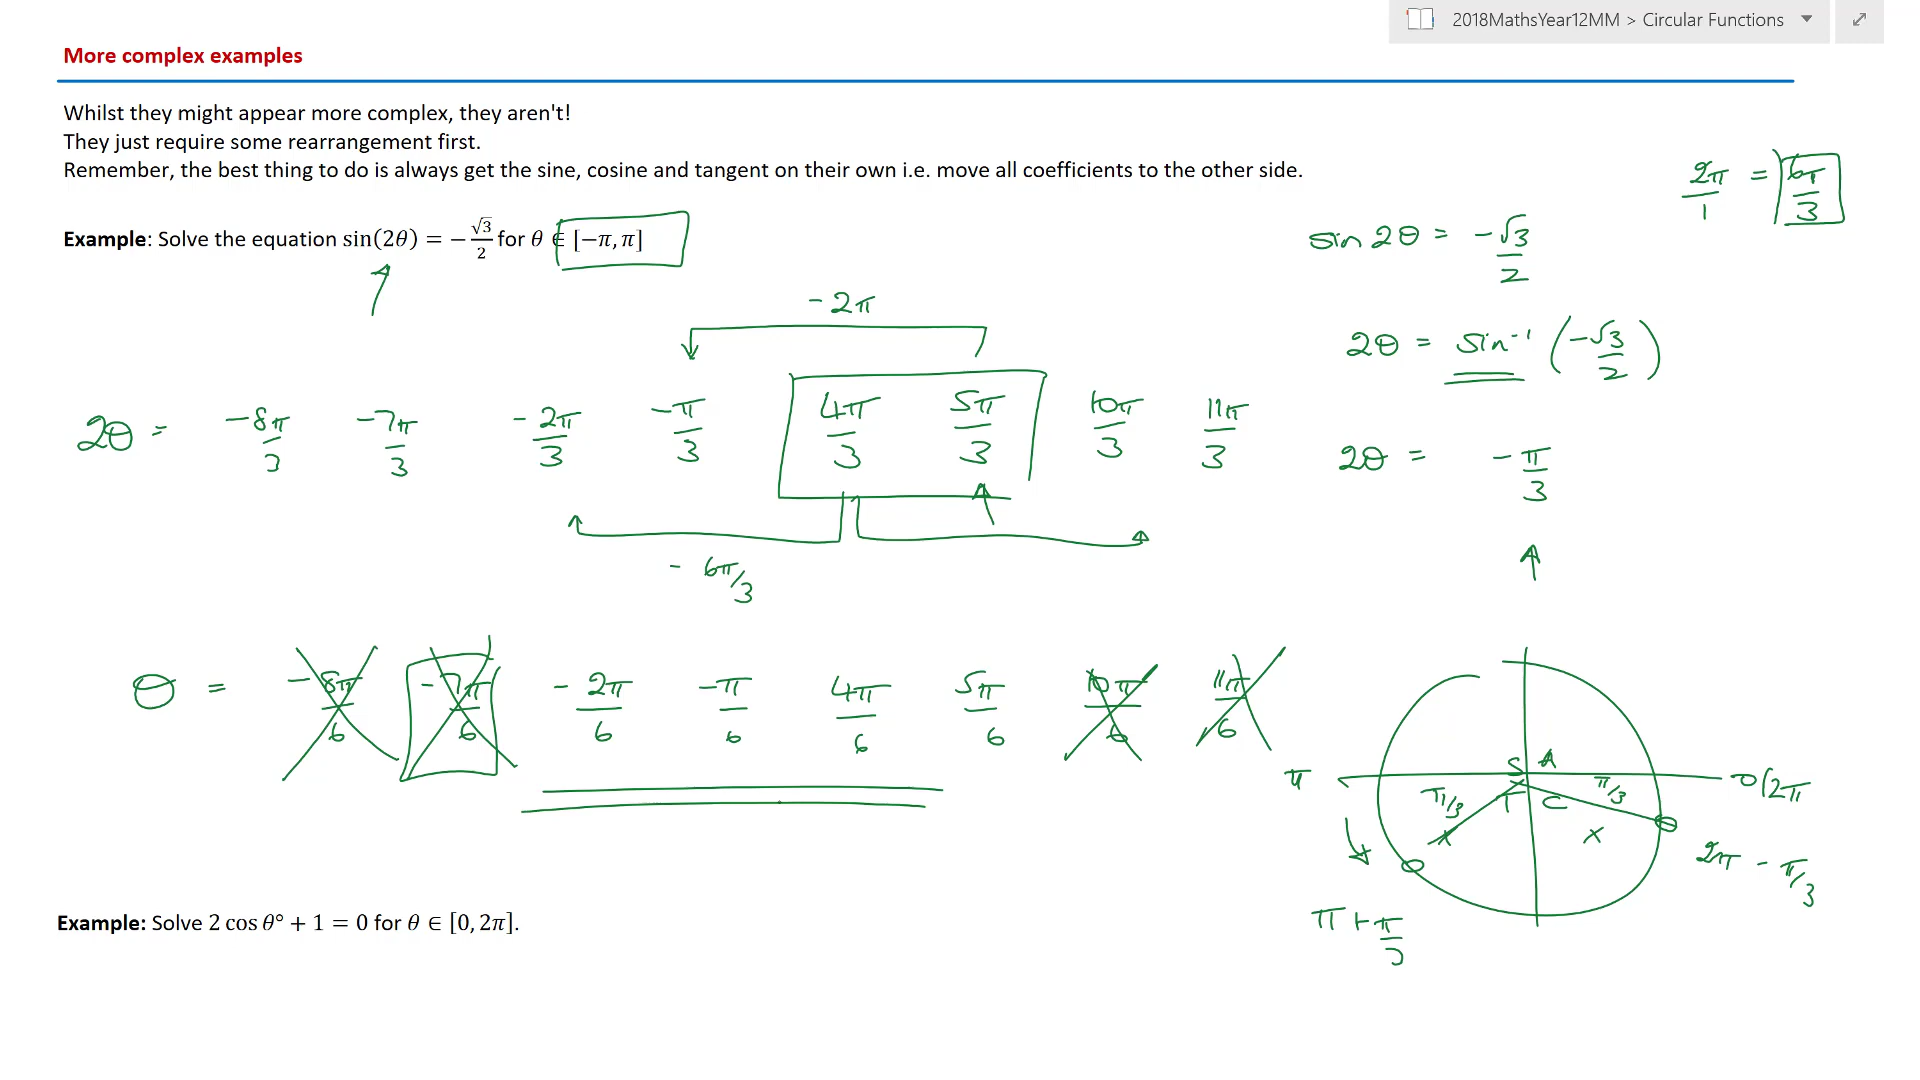 2018MathsYear12MM > Circular Functions
More complex examples
Whilst they might appear more complex, they aren't!
They just require some rearrangement first.
Remember, the best thing to do is always get the sine, cosine and tangent on their own i.e. move all coefficients to the other side.
2π/1 = 6π/3
Example: Solve the equation sin(2θ) = −√3/2 for θ ∈ [−π, π]
sin 2θ = -√3/2
-2π
2θ = sin⁻¹ (-√3/2)
2θ = -8π/3 -7π/3 -2π/3 -π/3 4π/3 5π/3 10π/3 11π/3
2θ = -π/3
- 6π/3
θ = -8π/6 -7π/6 -2π/6 -π/6 4π/6 5π/6 10π/6 11π/6
S A
π 0/2π
π/3 T C π/3
2π - π/3
π + π/3
Example: Solve 2 cos θ° + 1 = 0 for θ ∈ [0, 2π].